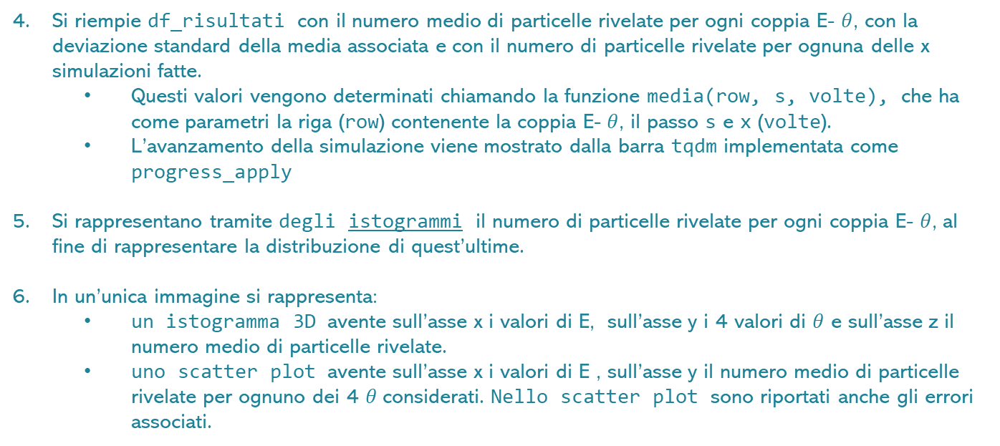 4. Si riempie df_risultati con il numero medio di particelle rivelate per ogni coppia E- θ, con la
deviazione standard della media associata e con il numero di particelle rivelate per ognuna delle x
simulazioni fatte.
• Questi valori vengono determinati chiamando la funzione media(row, s, volte), che ha
come parametri la riga (row) contenente la coppia E- θ, il passo s e x (volte).
• L'avanzamento della simulazione viene mostrato dalla barra tqdm implementata come
progress_apply
5. Si rappresentano tramite degli istogrammi il numero di particelle rivelate per ogni coppia E- θ, al
fine di rappresentare la distribuzione di quest'ultime.
6. In un'unica immagine si rappresenta:
• un istogramma 3D avente sull'asse x i valori di E, sull'asse y i 4 valori di θ e sull'asse z il
numero medio di particelle rivelate.
• uno scatter plot avente sull'asse x i valori di E , sull'asse y il numero medio di particelle
rivelate per ognuno dei 4 θ considerati. Nello scatter plot sono riportati anche gli errori
associati.